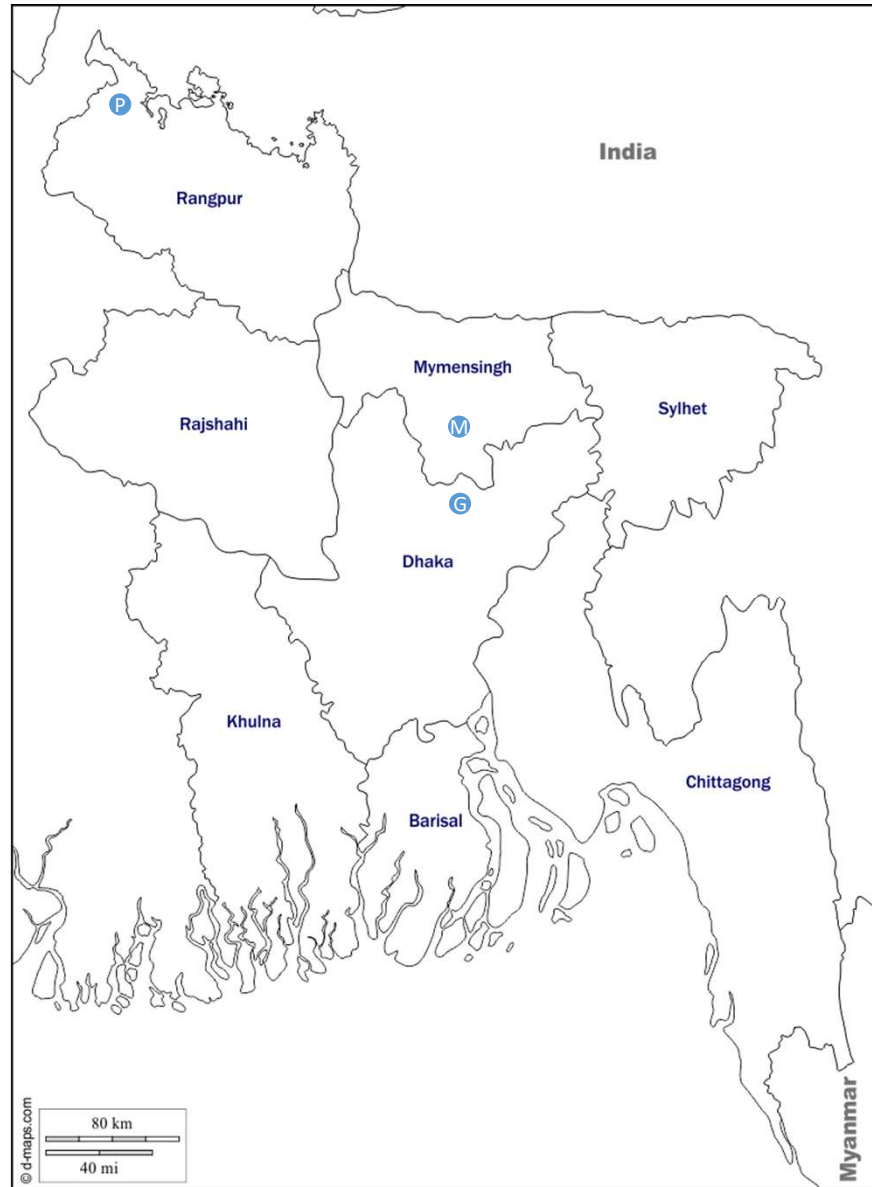 P
India
Rangpur
Mymensingh
Sylhet
Rajshahi
M
G
Dhaka
Khulna
Chittagong
Barisal
Myanmar
80 km
40 mi
© d-maps.com